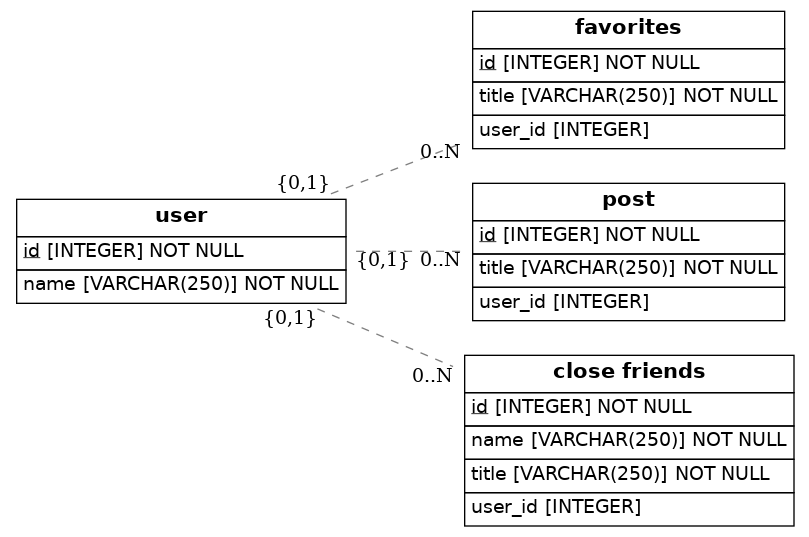 favorites
id [INTEGER] NOT NULL
title [VARCHAR(250)] NOT NULL
user_id [INTEGER]
0..N
{0,1}
user
id [INTEGER] NOT NULL
name [VARCHAR(250)] NOT NULL
{0,1}
0..N
post
id [INTEGER] NOT NULL
title [VARCHAR(250)] NOT NULL
user_id [INTEGER]
{0,1}
0..N
close friends
id [INTEGER] NOT NULL
name [VARCHAR(250)] NOT NULL
title [VARCHAR(250)] NOT NULL
user_id [INTEGER]